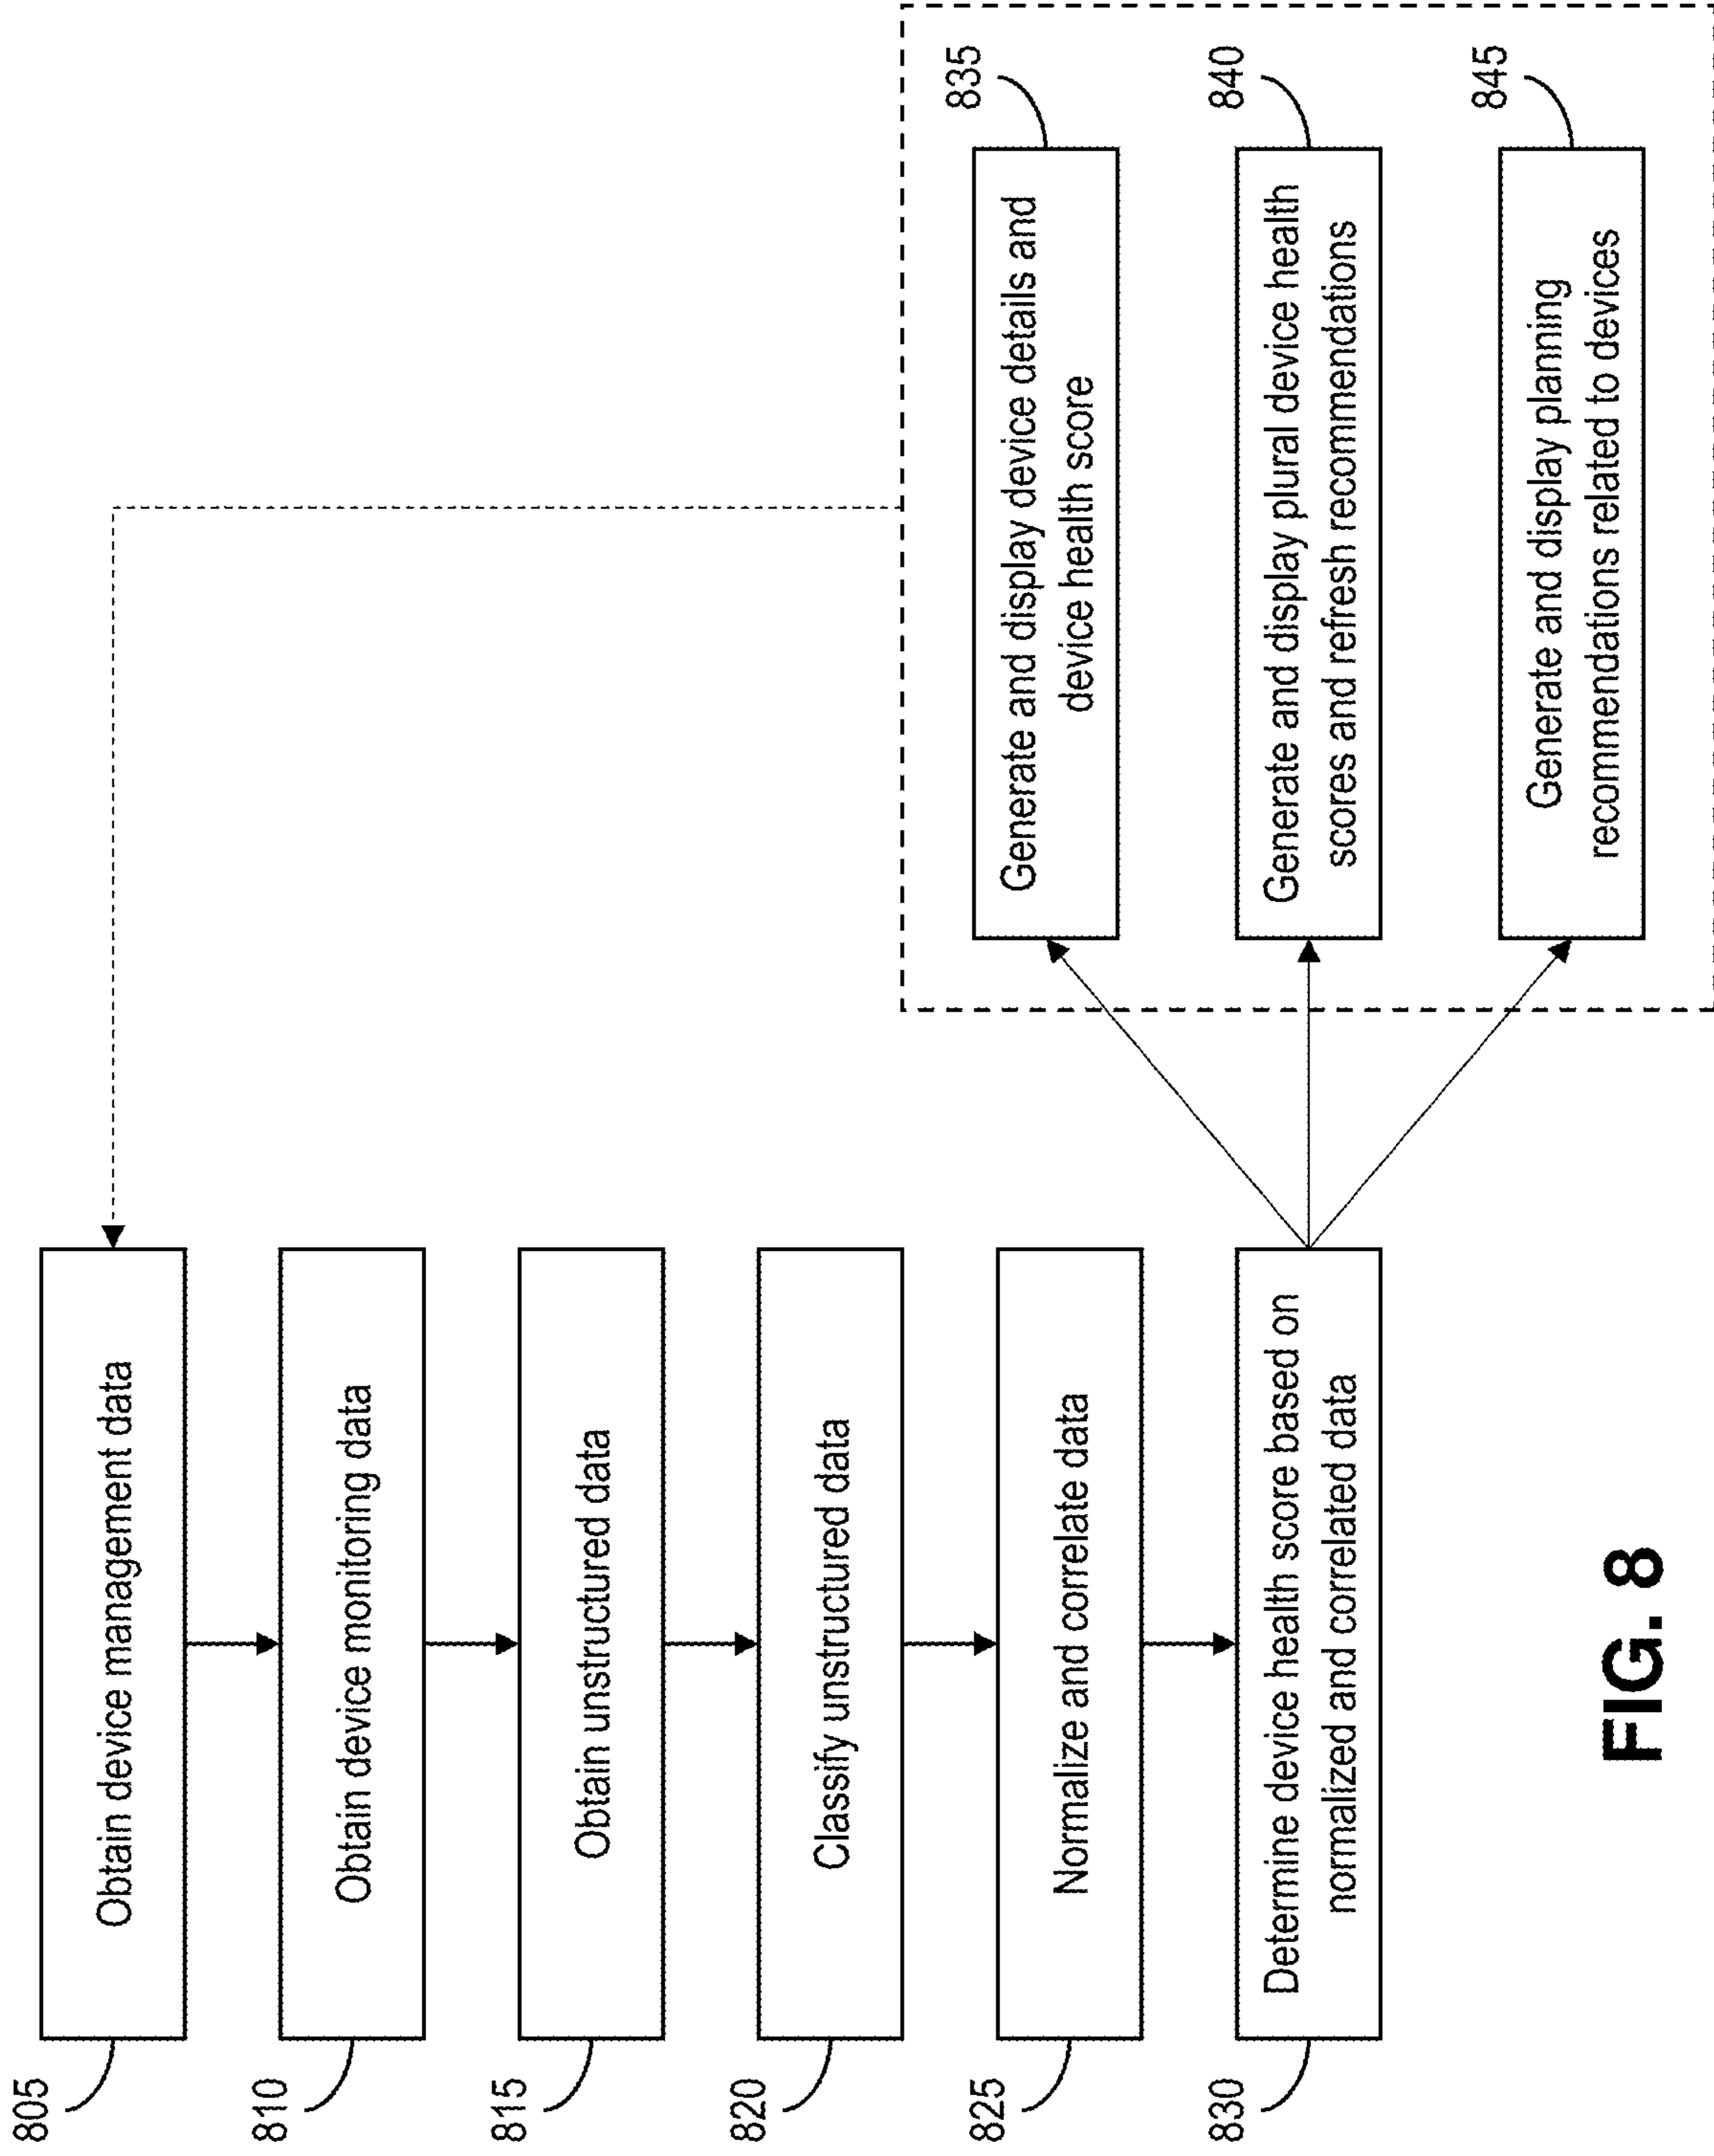 805
Obtain device management data
810
Obtain device monitoring data
815
Obtain unstructured data
820
Classify unstructured data
825
Normalize and correlate data
830
Determine device health score based on
normalized and correlated data
835
Generate and display device details and
device health score
840
Generate and display plural device health
scores and refresh recommendations
845
Generate and display planning
recommendations related to devices
FIG. 8